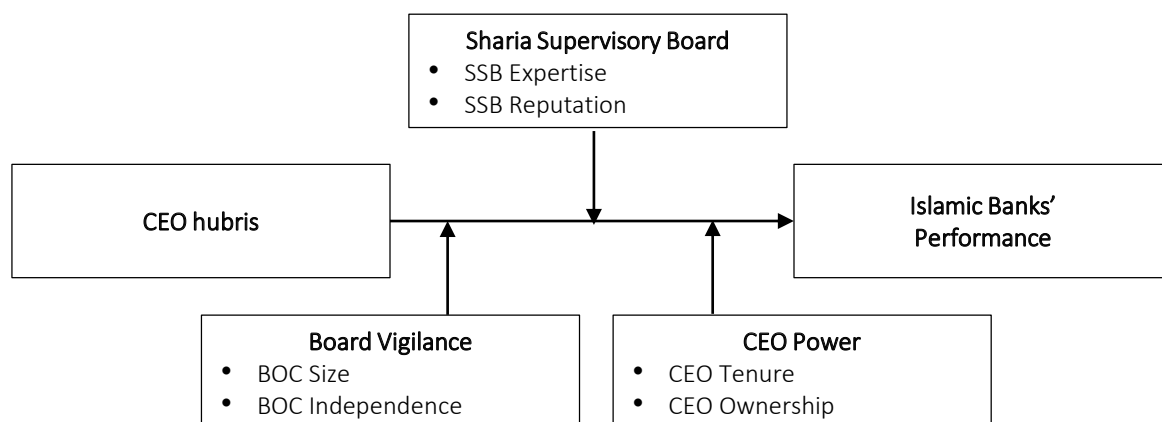 Sharia Supervisory Board
• SSB Expertise
• SSB Reputation
CEO hubris
Islamic Banks’
Performance
Board Vigilance
• BOC Size
• BOC Independence
CEO Power
• CEO Tenure
• CEO Ownership